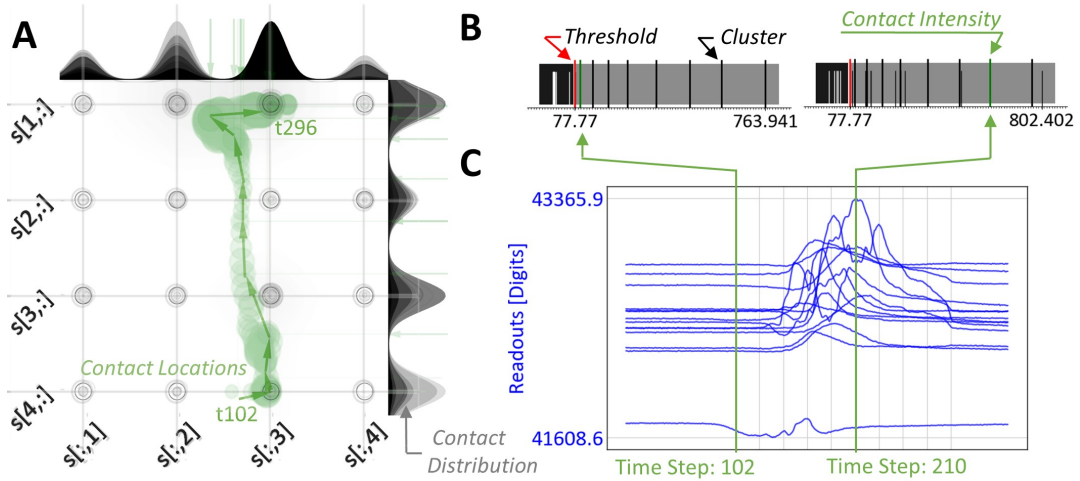 A
s[1,:]
s[2,:]
s[3,:]
s[4,:]
t296
Contact Locations
t102
s[:,1]
s[:,2]
s[:,3]
s[:,4]
Contact
Distribution
B
Threshold
Cluster
77.77
763.941
Contact Intensity
77.77
802.402
C
43365.9
Readouts [Digits]
41608.6
Time Step: 102
Time Step: 210